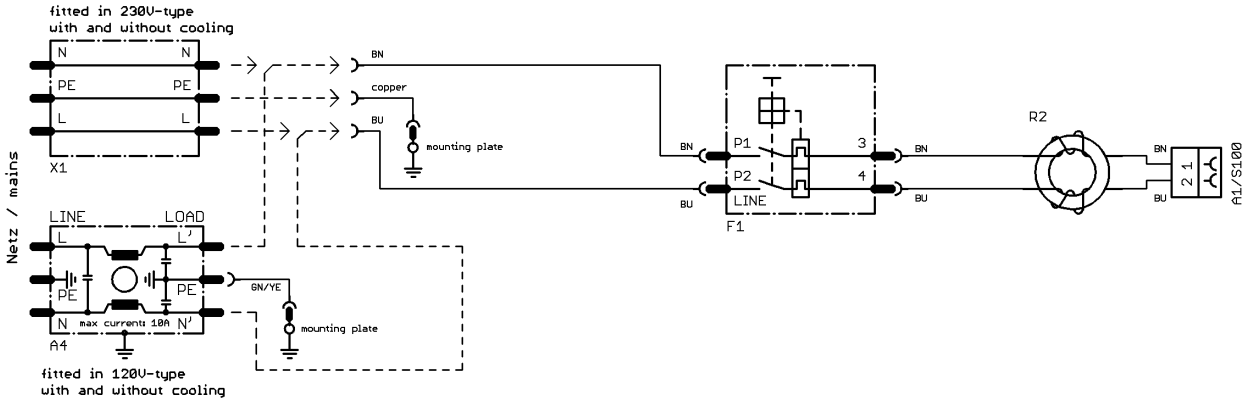 fitted in 230V-type
with and without cooling
N N
PE PE
L L
X1
BN
copper
BU
mounting plate
Netz / mains
LINE LOAD
L L'
PE PE
N max current: 10A N'
A4
GN/YE
mounting plate
fitted in 120V-type
with and without cooling
BN
BU
P1 3
P2 4
LINE
F1
BN
BU
R2
BN
BU
2 1
A1/S100